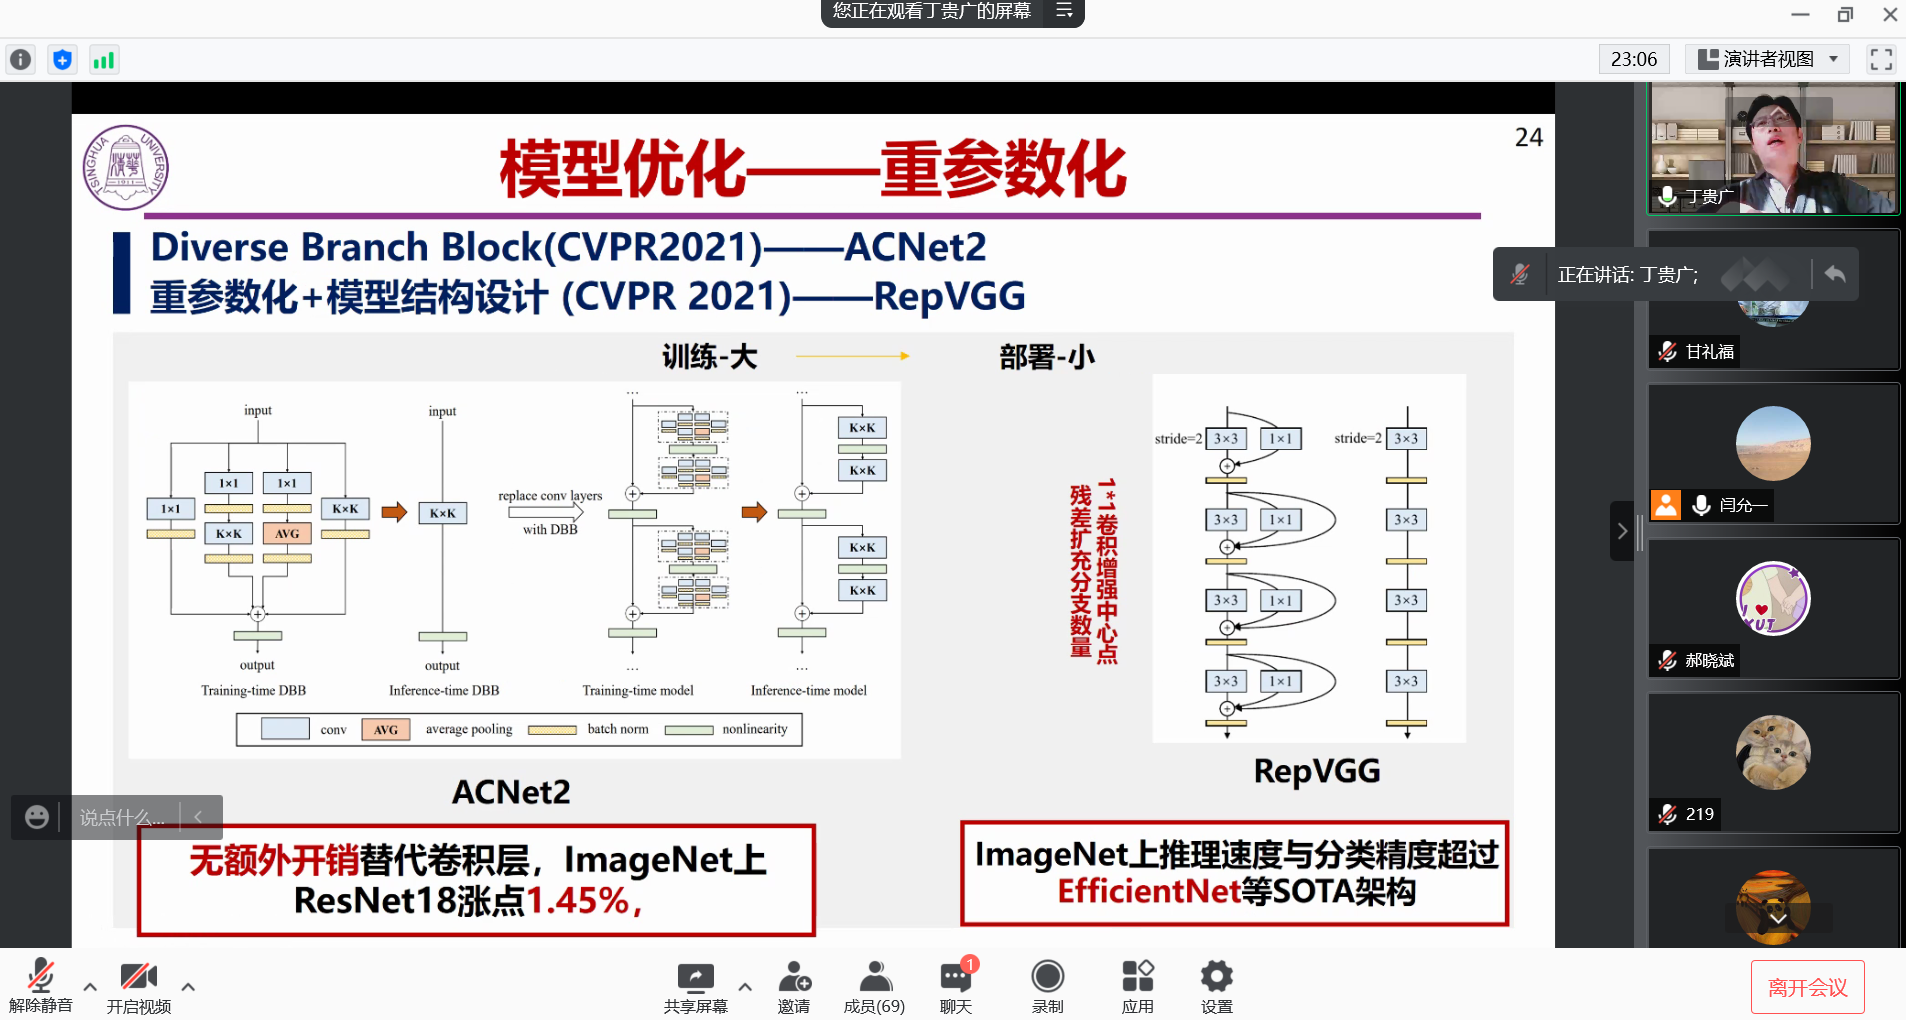 您正在观看丁贵广的屏幕
23:06
演讲者视图
TSINGHUA UNIVERSITY
1911
24
模型优化——重参数化
Diverse Branch Block(CVPR2021)——ACNet2
重参数化+模型结构设计 (CVPR 2021)——RepVGG
训练-大
部署-小
input
1×1
1×1
1×1
K×K
K×K
AVG
output
Training-time DBB
input
K×K
output
Inference-time DBB
replace conv layers
with DBB
...
...
Training-time model
...
K×K
K×K
K×K
K×K
...
Inference-time model
conv
AVG
average pooling
batch norm
nonlinearity
ACNet2
1*1卷积增强中心点
残差扩充分支数量
stride=2
3×3
1×1
3×3
1×1
3×3
1×1
3×3
1×1
stride=2
3×3
3×3
3×3
3×3
RepVGG
无额外开销替代卷积层，ImageNet上
ResNet18涨点1.45%，
ImageNet上推理速度与分类精度超过
EfficientNet等SOTA架构
丁贵广
正在讲话: 丁贵广;
甘礼福
闫允一
I ♥
XUT
郝晓斌
219
说点什么...
解除静音
开启视频
共享屏幕
邀请
成员(69)
1
聊天
录制
应用
设置
离开会议